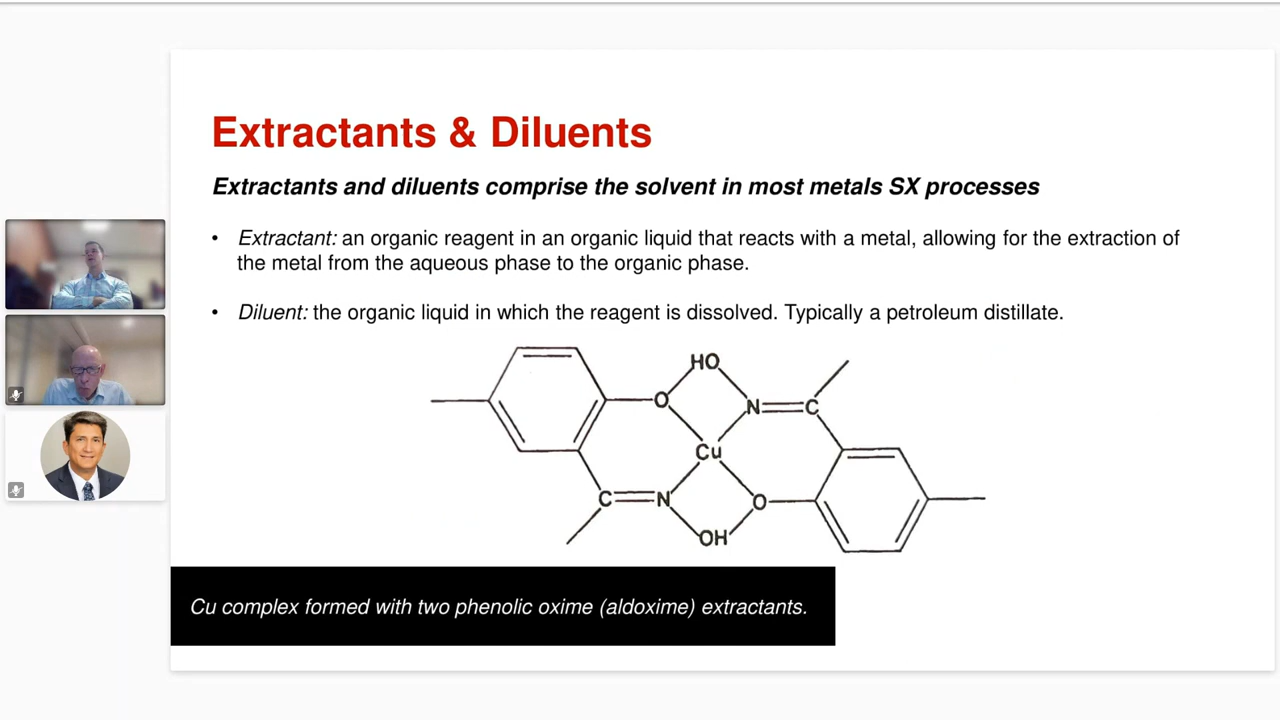 Extractants & Diluents
Extractants and diluents comprise the solvent in most metals SX processes
• Extractant: an organic reagent in an organic liquid that reacts with a metal, allowing for the extraction of
the metal from the aqueous phase to the organic phase.
• Diluent: the organic liquid in which the reagent is dissolved. Typically a petroleum distillate.
HO
O
N
C
Cu
C
N
O
OH
Cu complex formed with two phenolic oxime (aldoxime) extractants.